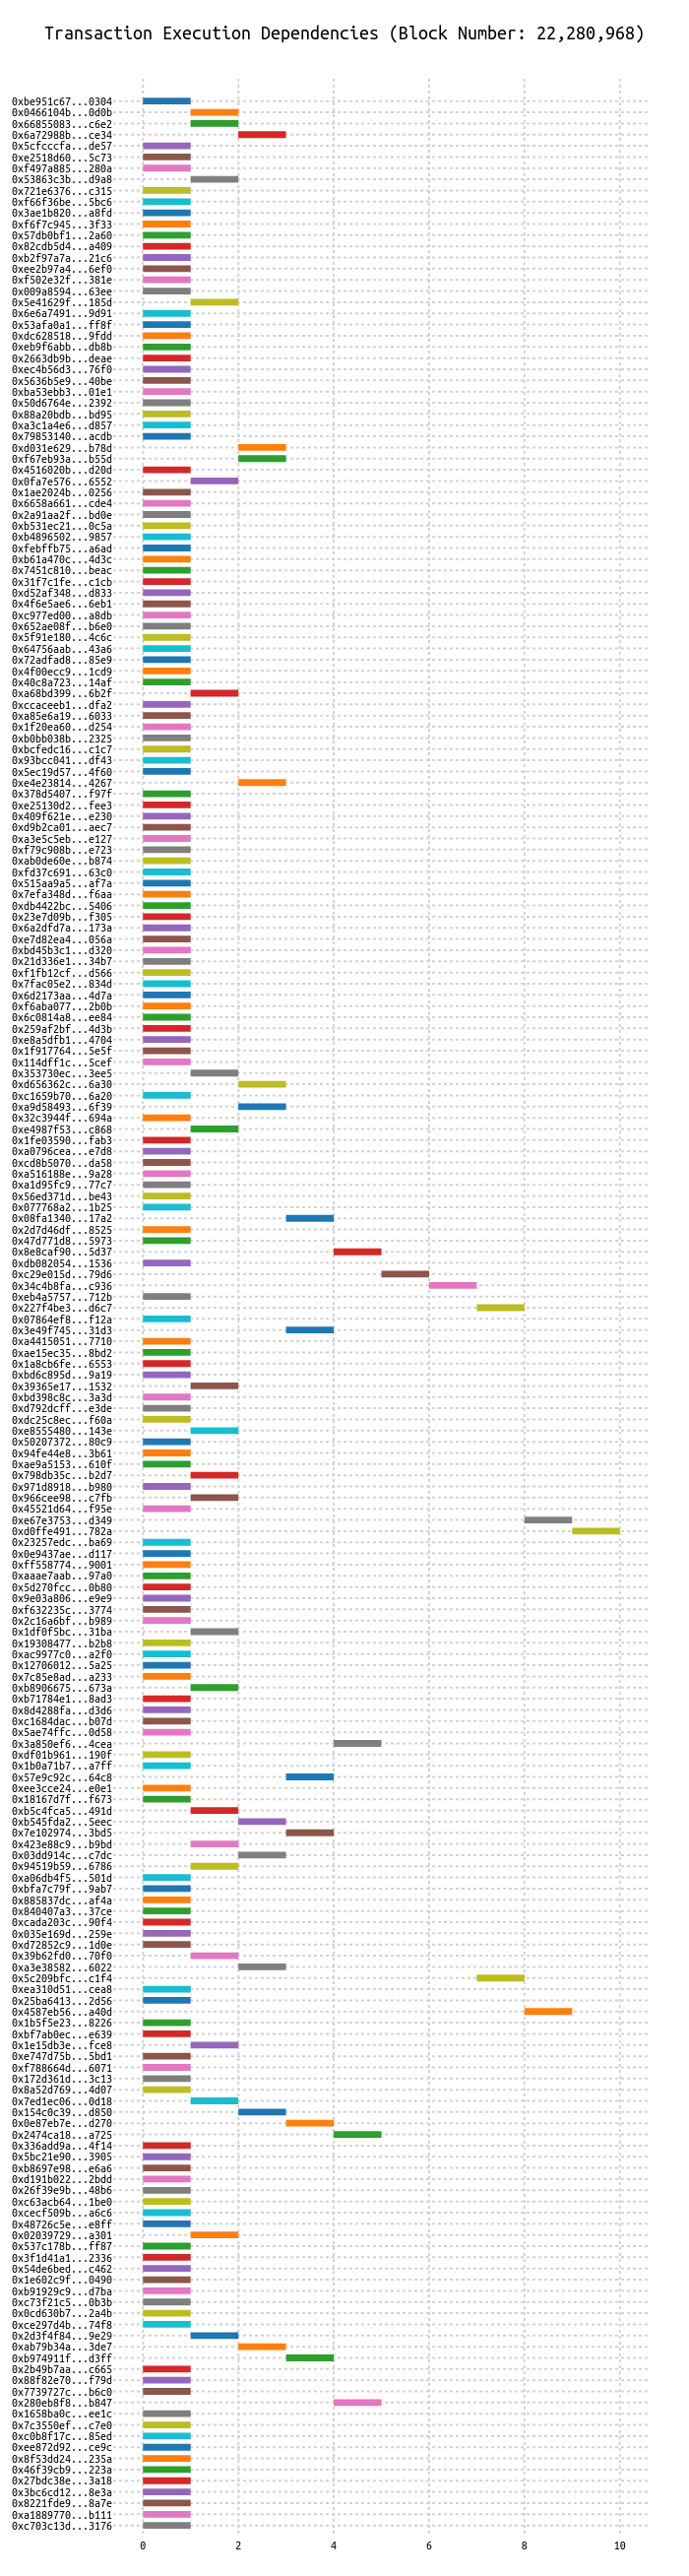 Transaction Execution Dependencies (Block Number: 22,280,968)
0xbe951c67...0304
0x0466104b...0d0b
0x66855083...c6e2
0x6a72988b...ce34
0x5cfcccfa...de57
0xe2518d60...5c73
0xf497a885...280a
0x53863c3b...d9a8
0x721e6376...c315
0xf66f36be...5bc6
0x3ae1b820...a8fd
0xf6f7c945...3f33
0x57db0bf1...2a60
0x82cdb5d4...a409
0xb2f97a7a...21c6
0xee2b97a4...6ef0
0xf502e32f...381e
0x009a8594...63ee
0x5e41629f...185d
0x6e6a7491...9d91
0x53afa0a1...ff8f
0xdc628518...9fdd
0xeb9f6abb...db8b
0x2663db9b...deae
0xec4b56d3...76f0
0x5636b5e9...40be
0xba53ebb3...01e1
0x50d6764e...2392
0x88a20bdb...bd95
0xa3c1a4e6...d857
0x79853140...acdb
0xd031e629...b78d
0xf67eb93a...b55d
0x4516020b...d20d
0x0fa7e576...6552
0x1ae2024b...0256
0x6658a661...cde4
0x2a91aa2f...bd0e
0xb531ec21...0c5a
0xb4896502...9857
0xfebffb75...a6ad
0xb61a470c...4d3c
0x7451c810...beac
0x31f7c1fe...c1cb
0xd52af348...d833
0x4f6e5ae6...6eb1
0xc977ed00...a8db
0x652ae08f...b6e0
0x5f91e180...4c6c
0x64756aab...43a6
0x72adfad8...85e9
0x4f00ecc9...1cd9
0x40c8a723...14af
0xa68bd399...6b2f
0xccaceeb1...dfa2
0xa85e6a19...6033
0x1f20ea60...d254
0xb0bb038b...2325
0xbcfedc16...c1c7
0x93bcc041...df43
0x5ec19d57...4f60
0xe4e23814...4267
0x378d5407...f97f
0xe25130d2...fee3
0x409f621e...e230
0xd9b2ca01...aec7
0xa3e5c5eb...e127
0xf79c908b...e723
0xab0de60e...b874
0xfd37c691...63c0
0x515aa9a5...af7a
0x7efa348d...f6aa
0xdb4422bc...5406
0x23e7d09b...f305
0x6a2dfd7a...173a
0xe7d82ea4...056a
0xbd45b3c1...d320
0x21d336e1...34b7
0xf1fb12cf...d566
0x7fac05e2...834d
0x6d2173aa...4d7a
0xf6aba077...2b0b
0x6c0814a8...ee84
0x259af2bf...4d3b
0xe8a5dfb1...4704
0x1f917764...5e5f
0x114dff1c...5cef
0x353730ec...3ee5
0xd656362c...6a30
0xc1659b70...6a20
0xa9d58493...6f39
0x32c3944f...694a
0xe4987f53...c868
0x1fe03590...fab3
0xa0796cea...e7d8
0xcd8b5070...da58
0xa516188e...9a28
0xa1d95fc9...77c7
0x56ed371d...be43
0x077768a2...1b25
0x08fa1340...17a2
0x2d7d46df...8525
0x47d771d8...5973
0x8e8caf90...5d37
0xdb082054...1536
0xc29e015d...79d6
0x34c4b8fa...c936
0xeb4a5757...712b
0x227f4be3...d6c7
0x07864ef8...f12a
0x3e49f745...31d3
0xa4415051...7710
0xae15ec35...8bd2
0x1a8cb6fe...6553
0xbd6c895d...9a19
0x39365e17...1532
0xbd398c8c...3a3d
0xd792dcff...e3de
0xdc25c8ec...f60a
0xe8555480...143e
0x50207372...80c9
0x94fe44e8...3b61
0xae9a5153...610f
0x798db35c...b2d7
0x971d8918...b980
0x966cee98...c7fb
0x45521d64...f95e
0xe67e3753...d349
0xd0ffe491...782a
0x23257edc...ba69
0x0e9437ae...d117
0xff558774...9001
0xaaae7aab...97a0
0x5d270fcc...0b80
0x9e03a806...e9e9
0xf632235c...3774
0x2c16a6bf...b989
0x1df0f5bc...31ba
0x19308477...b2b8
0xac9977c0...a2f0
0x12706012...5a25
0x7c85e8ad...a233
0xb8906675...673a
0xb71784e1...8ad3
0x8d4288fa...d3d6
0xc1684dac...b07d
0x5ae74ffc...0d58
0x3a850ef6...4cea
0xdf01b961...190f
0x1b0a71b7...a7ff
0x57e9c92c...64c8
0xee3cce24...e0e1
0x18167d7f...f673
0xb5c4fca5...491d
0xb545fda2...5eec
0x7e102974...3bd5
0x423e88c9...b9bd
0x03dd914c...c7dc
0x94519b59...6786
0xa06db4f5...501d
0xbfa7c79f...9ab7
0x885837dc...af4a
0x840407a3...37ce
0xcada203c...90f4
0x035e169d...259e
0xd72852c9...1d0e
0x39b62fd0...70f0
0xa3e38582...6022
0x5c209bfc...c1f4
0xea310d51...cea8
0x25ba6413...2d56
0x4587eb56...a40d
0x1b5f5e23...8226
0xbf7ab0ec...e639
0x1e15db3e...fce8
0xe747d75b...5bd1
0xf788664d...6071
0x172d361d...3c13
0x8a52d769...4d07
0x7ed1ec06...0d18
0x154c0c39...d850
0x0e87eb7e...d270
0x2474ca18...a725
0x336add9a...4f14
0x5bc21e90...3905
0xb8697e98...e6a6
0xd191b022...2bdd
0x26f39e9b...48b6
0xc63acb64...1be0
0xcecf509b...a6c6
0x48726c5e...e8ff
0x02039729...a301
0x537c178b...ff87
0x3f1d41a1...2336
0x54de6bed...c462
0x1e602c9f...0490
0xb91929c9...d7ba
0xc73f21c5...0b3b
0x0cd630b7...2a4b
0xce297d4b...74f8
0x2d3f4f84...9e29
0xab79b34a...3de7
0xb974911f...d3ff
0x2b49b7aa...c665
0x88f82e70...f79d
0x7739727c...b6c0
0x280eb8f8...b847
0x1658ba0c...ee1c
0x7c3550ef...c7e0
0xc0b8f17c...85ed
0xee872d92...ce9c
0x8f53dd24...235a
0x46f39cb9...223a
0x27bdc38e...3a18
0x3bc6cd12...8e3a
0x8221fde9...8a7e
0xa1889770...b111
0xc703c13d...3176
0 2 4 6 8 10